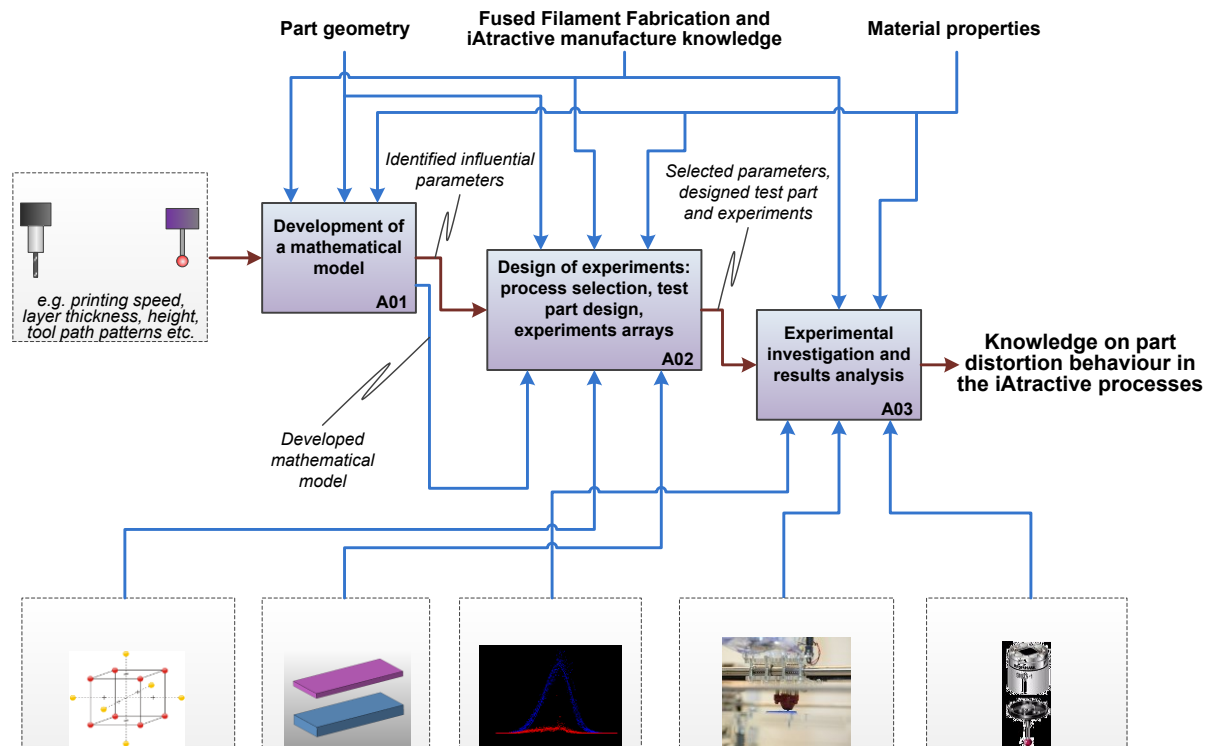 Part geometry
Fused Filament Fabrication and
iAtractive manufacture knowledge
Material properties
Identified influential
parameters
Selected parameters,
designed test part
and experiments
e.g. printing speed,
layer thickness, height,
tool path patterns etc.
Development of
a mathematical
model
A01
Design of experiments:
process selection, test
part design,
experiments arrays
A02
Experimental
investigation and
results analysis
A03
Knowledge on part
distortion behaviour in
the iAtractive processes
Developed
mathematical
model